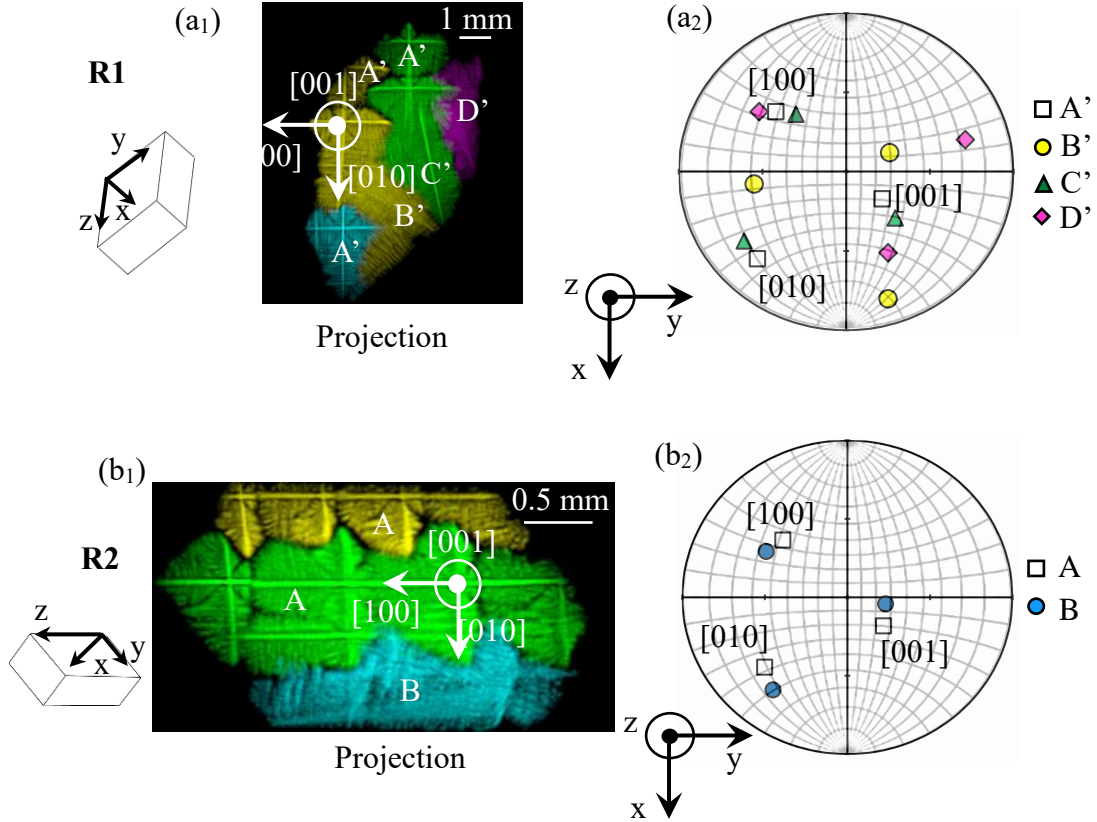 (a₁)
1 mm
(a₂)
R1
A'
A'
[001]
D'
[100]
A'
y
00]
B'
x
[010]
C'
C'
[001]
D'
z
B'
A'
[010]
z
y
Projection
x
(b₁)
(b₂)
0.5 mm
R2
A
[001]
[100]
A
A
B
z
[100]
[010]
[010]
y
x
[001]
B
z
y
Projection
x